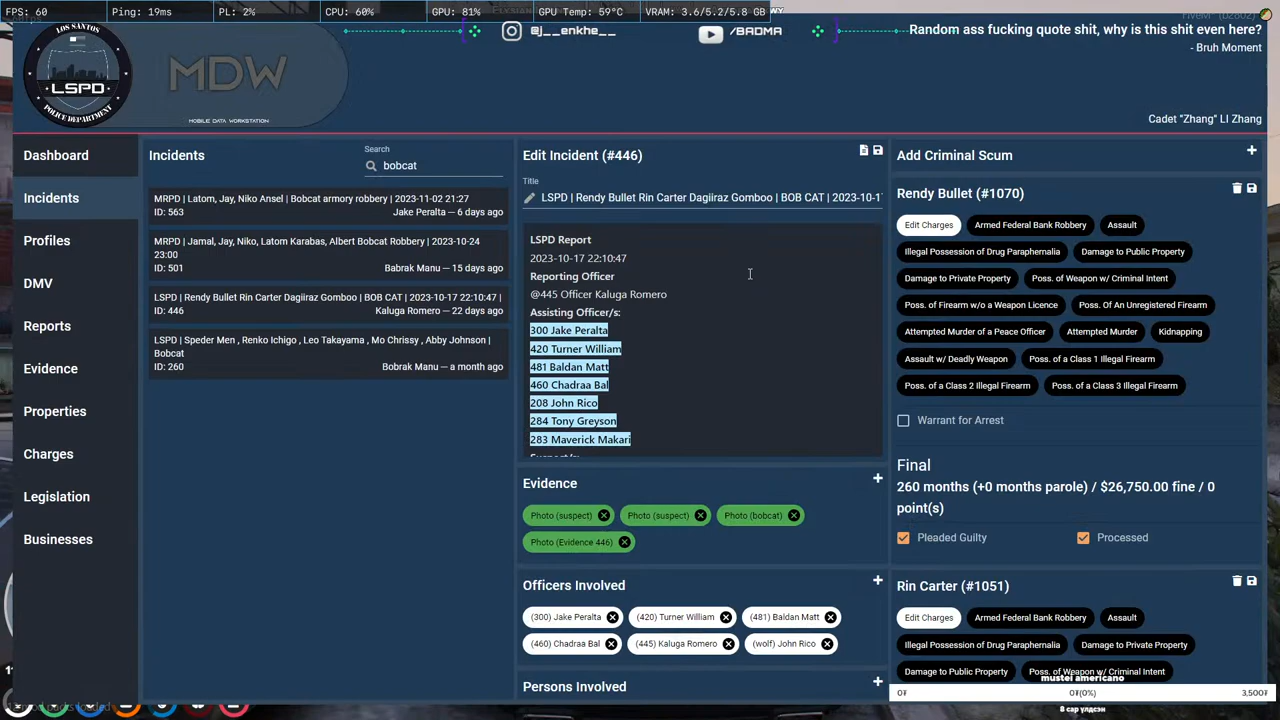 FPS: 60 Ping: 19ms PL: 2% CPU: 60% GPU: 81% GPU Temp: 59°C VRAM: 3.6/5.2/5.8 GB
@j__enkhe__ /BADMA
Random ass fucking quote shit, why is this shit even here?
- Bruh Moment
LOS SANTOS
LSPD
POLICE DEPARTMENT
MDW
MOBILE DATA WORKSTATION
Cadet "Zhang" LI Zhang
Dashboard
Incidents
Profiles
DMV
Reports
Evidence
Properties
Charges
Legislation
Businesses
Incidents
Search
bobcat
MRPD | Latom, Jay, Niko Ansel | Bobcat armory robbery | 2023-11-02 21:27
ID: 563 Jake Peralta — 6 days ago
MRPD | Jamal, Jay, Niko, Latom Karabas, Albert Bobcat Robbery | 2023-10-24
23:00
ID: 501 Babrak Manu — 15 days ago
LSPD | Rendy Bullet Rin Carter Dagiiraz Gomboo | BOB CAT | 2023-10-17 22:10:47 |
ID: 446 Kaluga Romero — 22 days ago
LSPD | Speder Men , Renko Ichigo , Leo Takayama , Mo Chrissy , Abby Johnson |
Bobcat
ID: 260 Bobrak Manu — a month ago
Edit Incident (#446)
Title
LSPD | Rendy Bullet Rin Carter Dagiiraz Gomboo | BOB CAT | 2023-10-1
LSPD Report
2023-10-17 22:10:47
Reporting Officer
@445 Officer Kaluga Romero
Assisting Officer/s:
300 Jake Peralta
420 Turner William
481 Baldan Matt
460 Chadraa Bal
208 John Rico
284 Tony Greyson
283 Maverick Makari
Suspect/s:
Evidence
Photo (suspect) Photo (suspect) Photo (bobcat)
Photo (Evidence 446)
Officers Involved
(300) Jake Peralta (420) Turner William (481) Baldan Matt
(460) Chadraa Bal (445) Kaluga Romero (wolf) John Rico
Persons Involved
Add Criminal Scum
Rendy Bullet (#1070)
Edit Charges Armed Federal Bank Robbery Assault
Illegal Possession of Drug Paraphernalia Damage to Public Property
Damage to Private Property Poss. of Weapon w/ Criminal Intent
Poss. of Firearm w/o a Weapon Licence Poss. Of An Unregistered Firearm
Attempted Murder of a Peace Officer Attempted Murder Kidnapping
Assault w/ Deadly Weapon Poss. of a Class 1 Illegal Firearm
Poss. of a Class 2 Illegal Firearm Poss. of a Class 3 Illegal Firearm
Warrant for Arrest
Final
260 months (+0 months parole) / $26,750.00 fine / 0
point(s)
Pleaded Guilty Processed
Rin Carter (#1051)
Edit Charges Armed Federal Bank Robbery Assault
Illegal Possession of Drug Paraphernalia Damage to Private Property
Damage to Public Property Poss. of Weapon w/ Criminal Intent
mustei americano
0₮ 0₮(0%) 3,500₮
8 сар үлдсэн